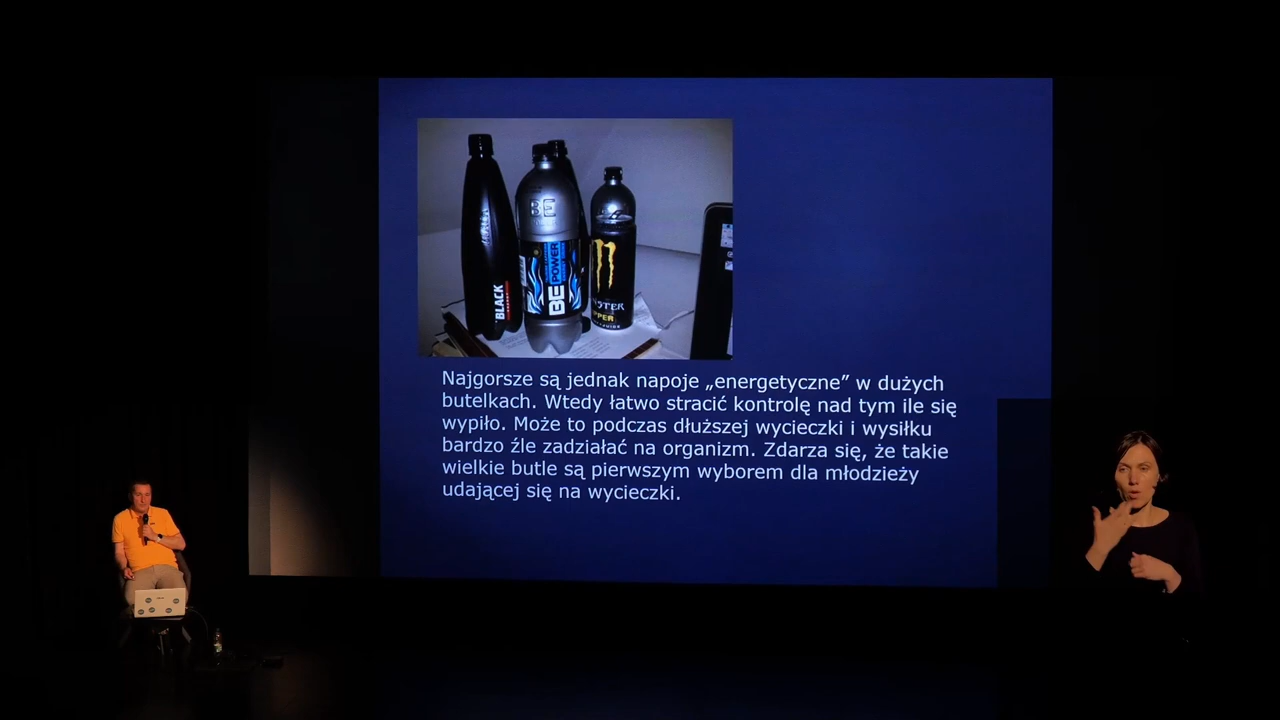 BE
BLACK
BE POWER
Najgorsze są jednak napoje „energetyczne” w dużych
butelkach. Wtedy łatwo stracić kontrolę nad tym ile się
wypiło. Może to podczas dłuższej wycieczki i wysiłku
bardzo źle zadziałać na organizm. Zdarza się, że takie
wielkie butle są pierwszym wyborem dla młodzieży
udającej się na wycieczki.